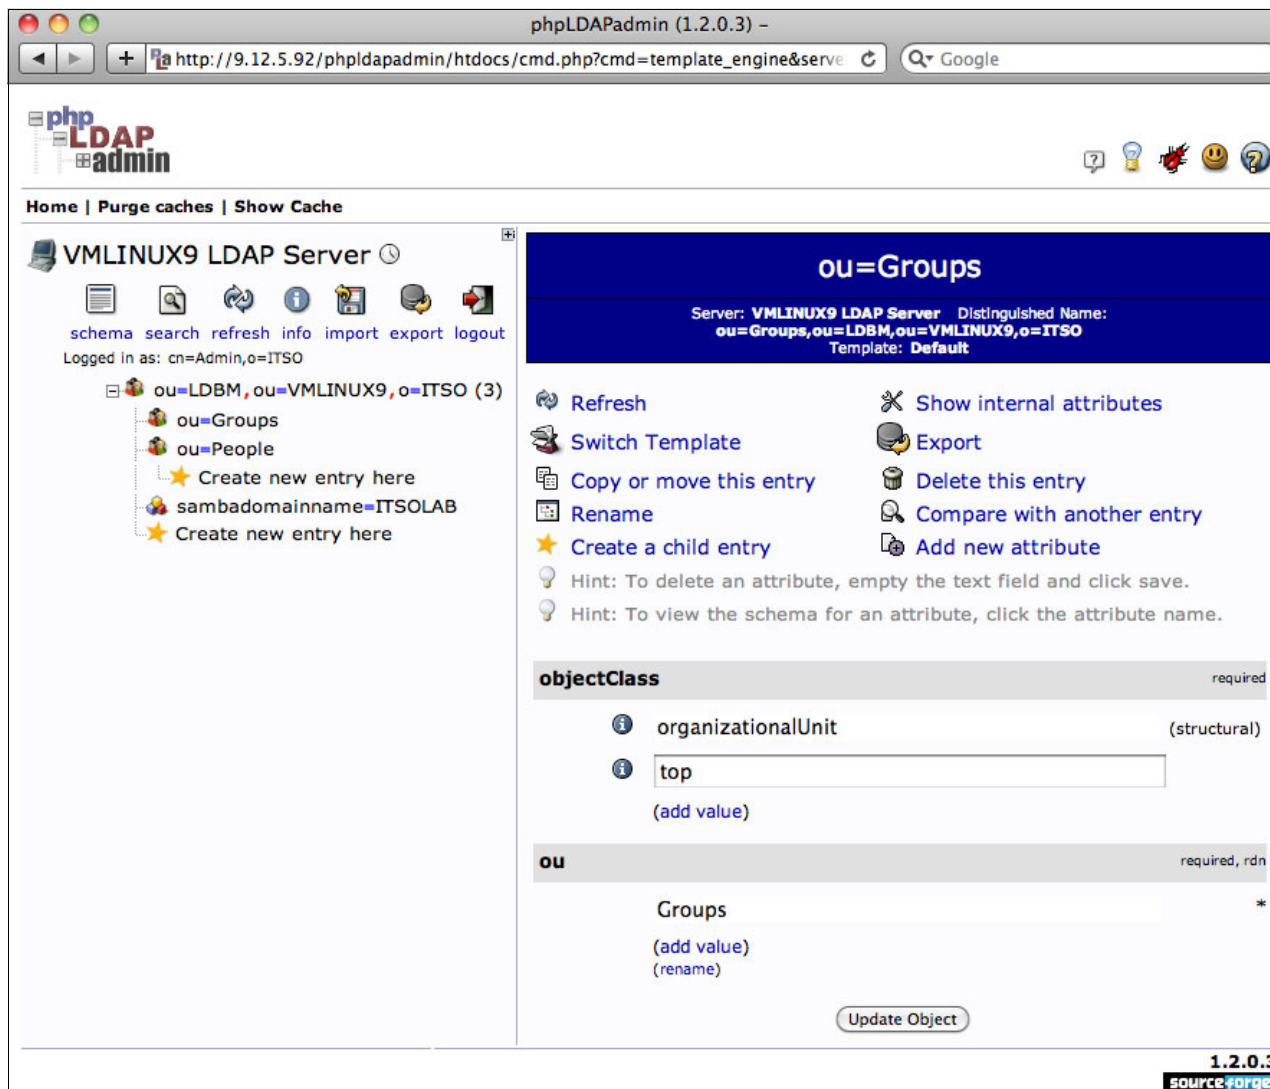 phpLDAPadmin (1.2.0.3) –
http://9.12.5.92/phpldapadmin/htdocs/cmd.php?cmd=template_engine&serve
Google
php
LDAP
admin
Home | Purge caches | Show Cache
VMLINUX9 LDAP Server
schema search refresh info import export logout
Logged in as: cn=Admin,o=ITSO
ou=LDBM,ou=VMLINUX9,o=ITSO (3)
ou=Groups
ou=People
Create new entry here
sambadomainname=ITSOLAB
Create new entry here
ou=Groups
Server: VMLINUX9 LDAP Server Distinguished Name:
ou=Groups,ou=LDBM,ou=VMLINUX9,o=ITSO
Template: Default
Refresh Show internal attributes
Switch Template Export
Copy or move this entry Delete this entry
Rename Compare with another entry
Create a child entry Add new attribute
Hint: To delete an attribute, empty the text field and click save.
Hint: To view the schema for an attribute, click the attribute name.
objectClass required
organizationalUnit (structural)
top
(add value)
ou required, rdn
Groups *
(add value)
(rename)
Update Object
1.2.0.3
sourceforge